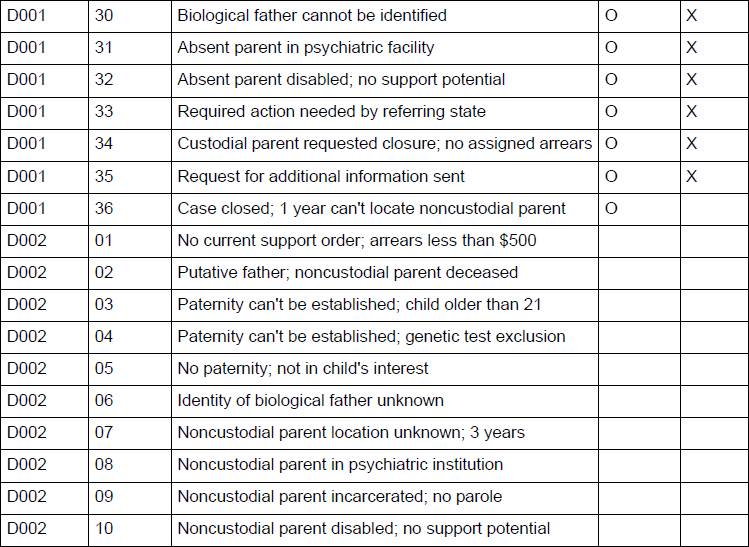 D001 30 Biological father cannot be identified O X
D001 31 Absent parent in psychiatric facility O X
D001 32 Absent parent disabled; no support potential O X
D001 33 Required action needed by referring state O X
D001 34 Custodial parent requested closure; no assigned arrears O X
D001 35 Request for additional information sent O X
D001 36 Case closed; 1 year can't locate noncustodial parent O
D002 01 No current support order; arrears less than $500
D002 02 Putative father; noncustodial parent deceased
D002 03 Paternity can't be established; child older than 21
D002 04 Paternity can't be established; genetic test exclusion
D002 05 No paternity; not in child's interest
D002 06 Identity of biological father unknown
D002 07 Noncustodial parent location unknown; 3 years
D002 08 Noncustodial parent in psychiatric institution
D002 09 Noncustodial parent incarcerated; no parole
D002 10 Noncustodial parent disabled; no support potential